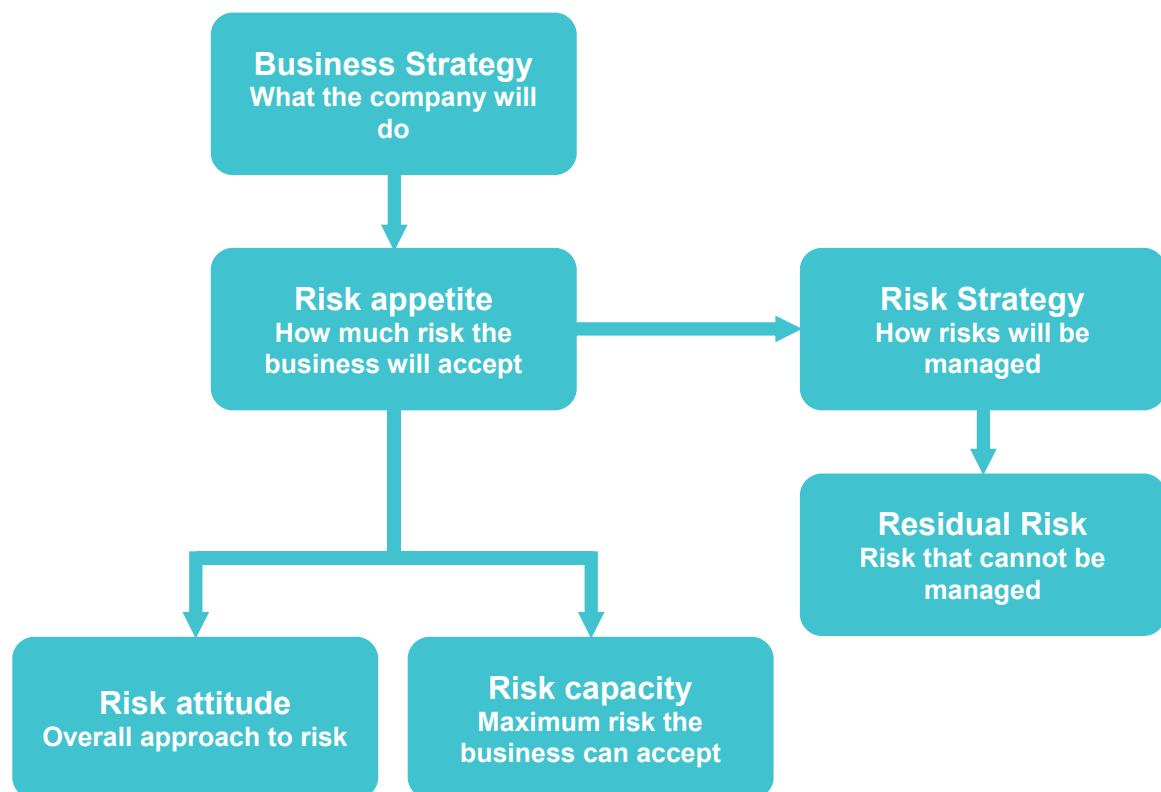 Business Strategy
What the company will
do
Risk appetite
How much risk the
business will accept
Risk Strategy
How risks will be
managed
Residual Risk
Risk that cannot be
managed
Risk attitude
Overall approach to risk
Risk capacity
Maximum risk the
business can accept